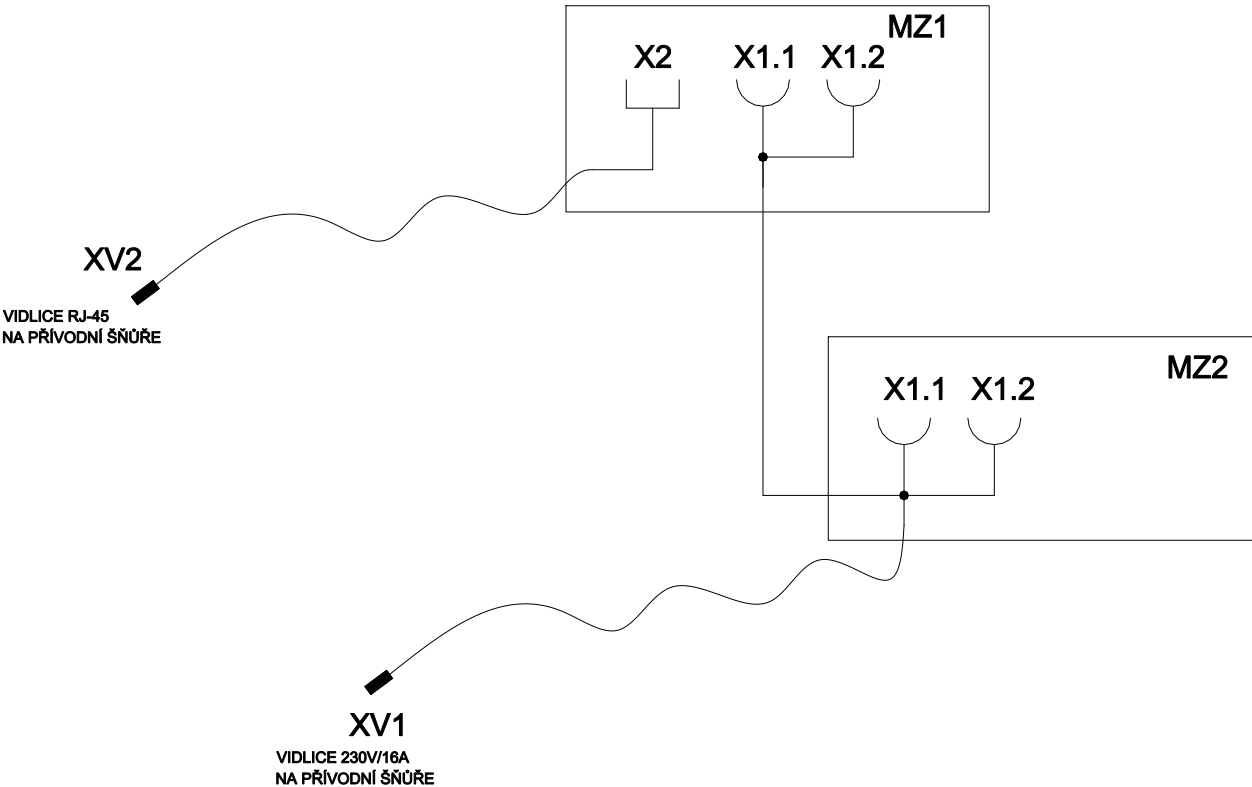 MZ1
X2 X1.1 X1.2
XV2
VIDLICE RJ-45
NA PŘÍVODNÍ ŠŇŮŘE
MZ2
X1.1 X1.2
XV1
VIDLICE 230V/16A
NA PŘÍVODNÍ ŠŇŮŘE